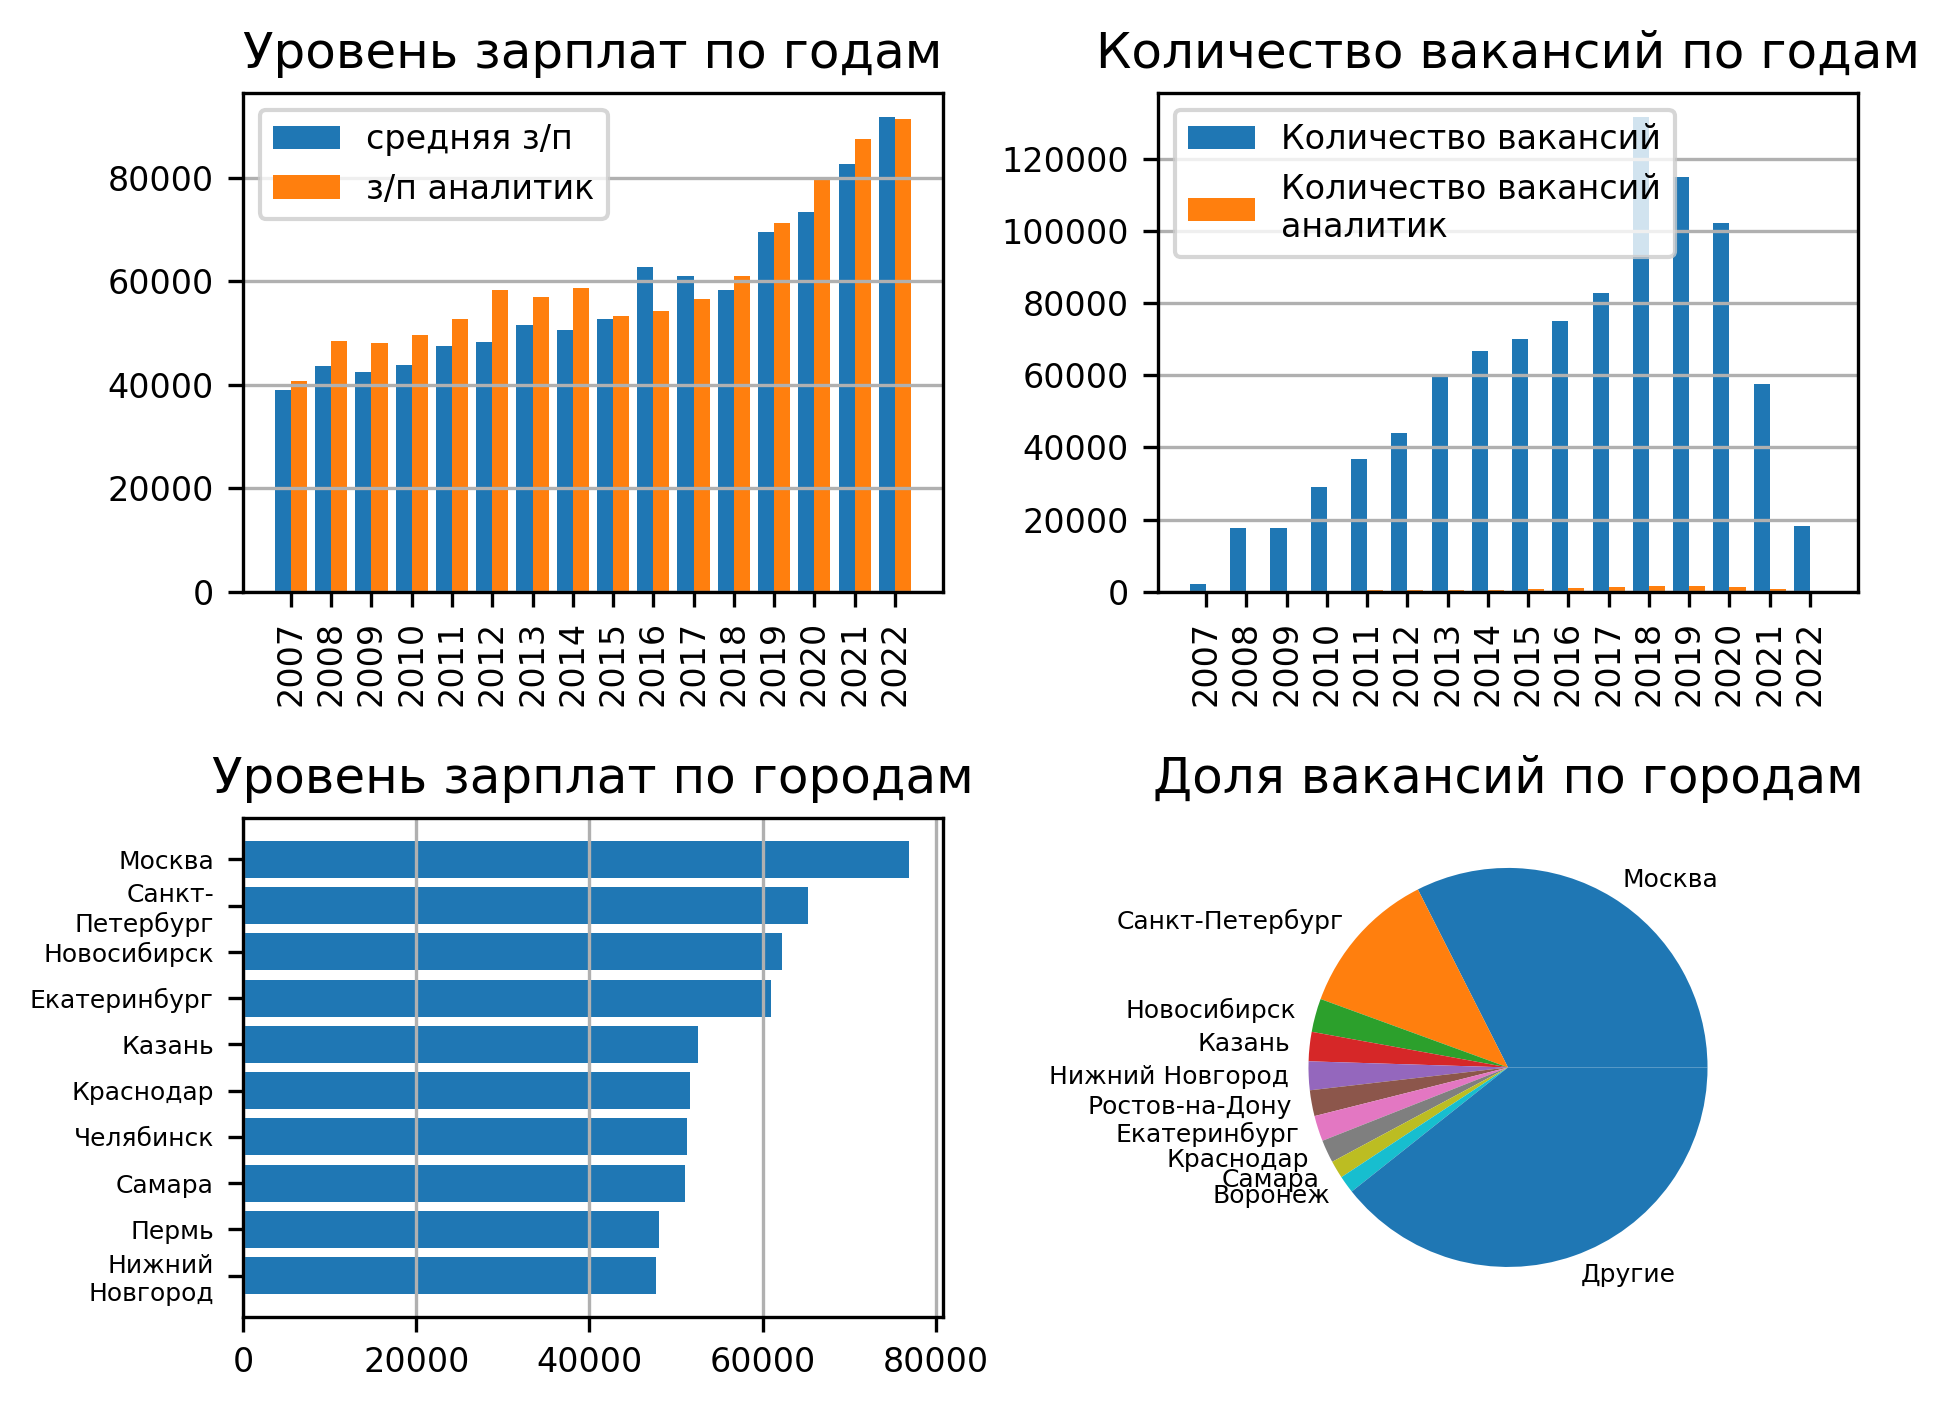 Уровень зарплат по годам
средняя з/п
з/п аналитик
80000
60000
40000
20000
0
2007
2008
2009
2010
2011
2012
2013
2014
2015
2016
2017
2018
2019
2020
2021
2022
Количество вакансий по годам
Количество вакансий
Количество вакансий
аналитик
120000
100000
80000
60000
40000
20000
0
2007
2008
2009
2010
2011
2012
2013
2014
2015
2016
2017
2018
2019
2020
2021
2022
Уровень зарплат по городам
Москва
Санкт-
Петербург
Новосибирск
Екатеринбург
Казань
Краснодар
Челябинск
Самара
Пермь
Нижний
Новгород
0
20000
40000
60000
80000
Доля вакансий по городам
Москва
Санкт-Петербург
Новосибирск
Казань
Нижний Новгород
Ростов-на-Дону
Екатеринбург
Краснодар
Самара
Воронеж
Другие